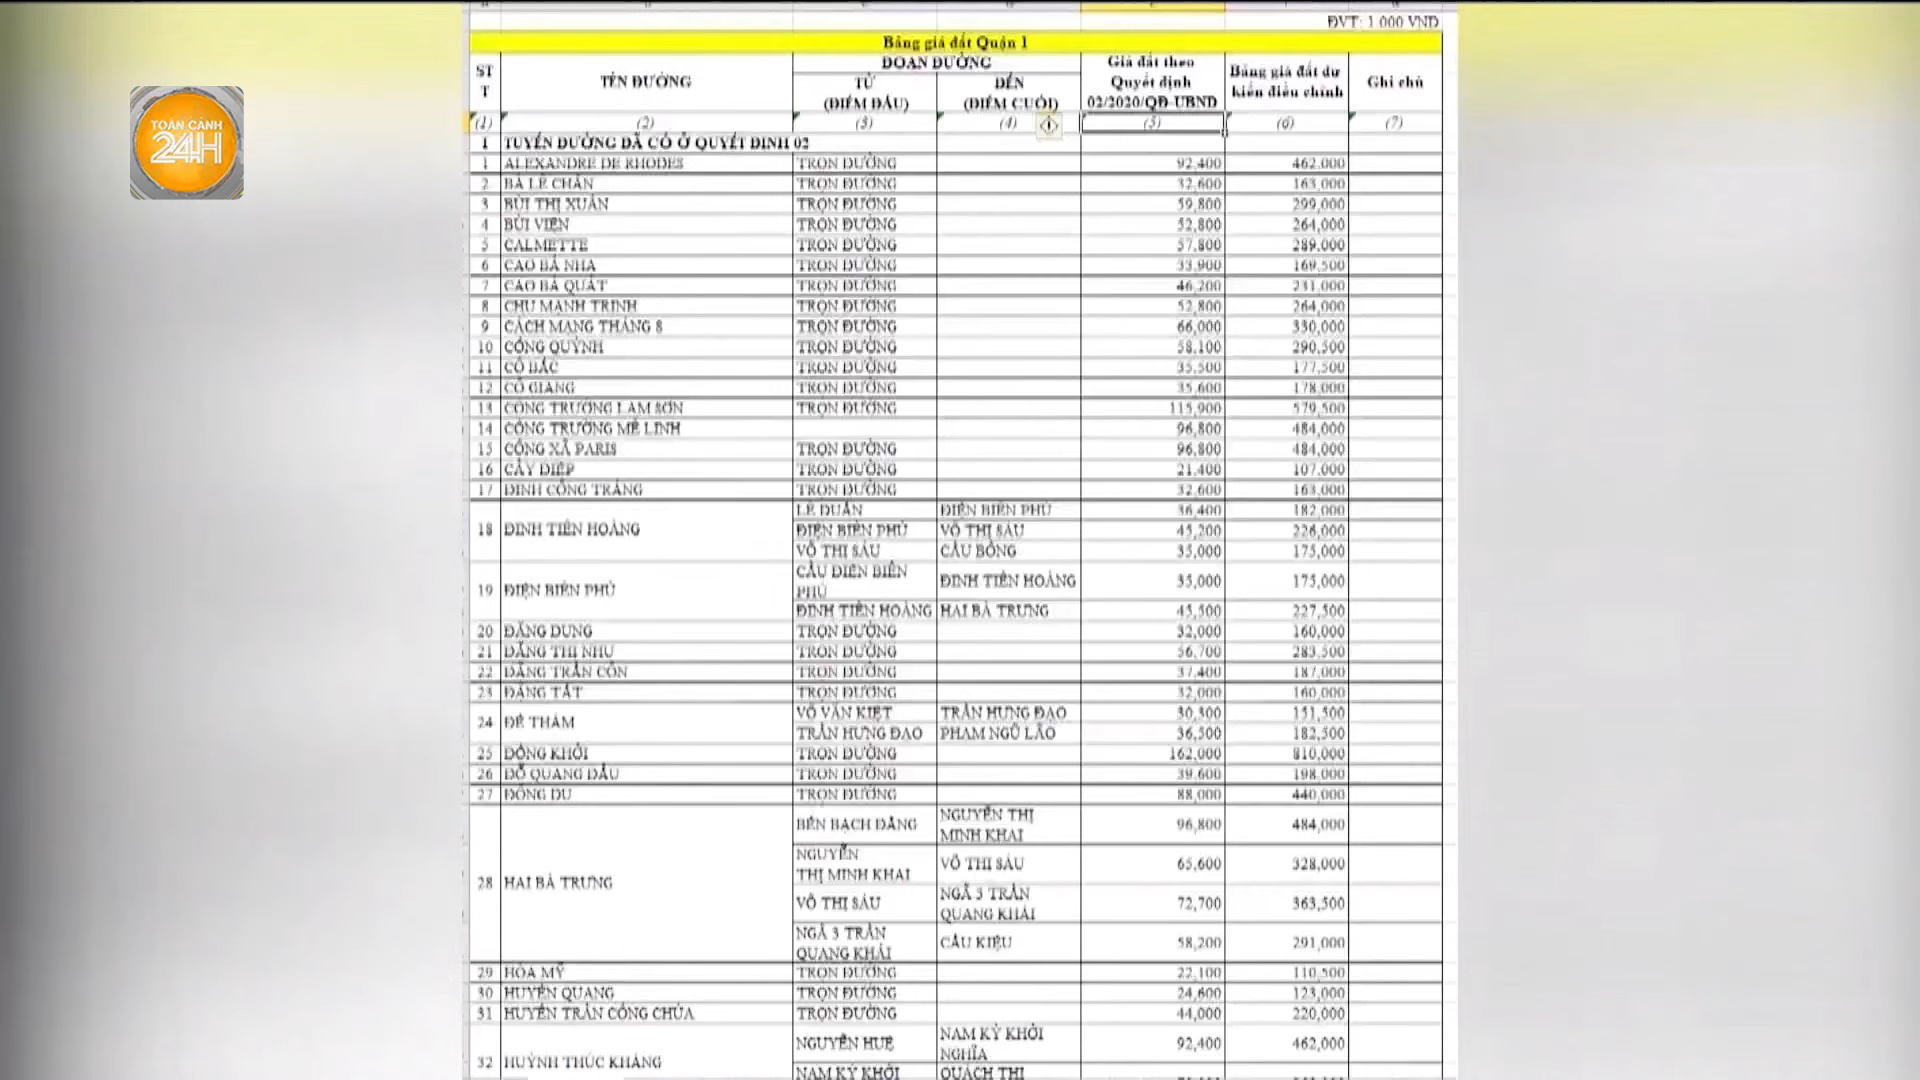 ĐVT: 1.000 VND
Bảng giá đất Quận 1
ST T TÊN ĐƯỜNG ĐOẠN ĐƯỜNG TỪ (ĐIỂM ĐẦU) ĐẾN (ĐIỂM CUỐI) Giá đất theo Quyết định 02/2020/QĐ-UBND Bảng giá đất dự kiến điều chỉnh Ghi chú
(1) (2) (3) (4) (5) (6) (7)
I TUYẾN ĐƯỜNG ĐÃ CÓ Ở QUYẾT ĐỊNH 02
1 ALEXANDRE DE RHODES TRỌN ĐƯỜNG 92,400 462,000
2 BÀ LÊ CHÂN TRỌN ĐƯỜNG 32,600 163,000
3 BÙI THỊ XUÂN TRỌN ĐƯỜNG 59,800 299,000
4 BÙI VIỆN TRỌN ĐƯỜNG 52,800 264,000
5 CALMETTE TRỌN ĐƯỜNG 57,800 289,000
6 CAO BÁ NHẠ TRỌN ĐƯỜNG 33,900 169,500
7 CAO BÁ QUÁT TRỌN ĐƯỜNG 46,200 231,000
8 CHU MẠNH TRINH TRỌN ĐƯỜNG 52,800 264,000
9 CÁCH MẠNG THÁNG 8 TRỌN ĐƯỜNG 66,000 330,000
10 CỐNG QUỲNH TRỌN ĐƯỜNG 58,100 290,500
11 CÔ BẮC TRỌN ĐƯỜNG 35,500 177,500
12 CÔ GIANG TRỌN ĐƯỜNG 35,600 178,000
13 CÔNG TRƯỜNG LAM SƠN TRỌN ĐƯỜNG 115,900 579,500
14 CÔNG TRƯỜNG MÊ LINH 96,800 484,000
15 CÔNG XÃ PARIS TRỌN ĐƯỜNG 96,800 484,000
16 CÂY ĐIỆP TRỌN ĐƯỜNG 21,400 107,000
17 ĐINH CÔNG TRÁNG TRỌN ĐƯỜNG 32,600 163,000
18 ĐINH TIÊN HOÀNG LÊ DUẨN ĐIỆN BIÊN PHỦ 36,400 182,000
ĐIỆN BIÊN PHỦ VÕ THỊ SÁU 45,200 226,000
VÕ THỊ SÁU CẦU BÔNG 35,000 175,000
19 ĐIỆN BIÊN PHỦ CẦU ĐIỆN BIÊN PHỦ ĐINH TIÊN HOÀNG 35,000 175,000
ĐINH TIÊN HOÀNG HAI BÀ TRƯNG 45,500 227,500
20 ĐẶNG DUNG TRỌN ĐƯỜNG 32,000 160,000
21 ĐẶNG THỊ NHU TRỌN ĐƯỜNG 56,700 283,500
22 ĐẶNG TRẦN CÔN TRỌN ĐƯỜNG 37,400 187,000
23 ĐẶNG TẤT TRỌN ĐƯỜNG 32,000 160,000
24 ĐỀ THÁM VÕ VĂN KIỆT TRẦN HƯNG ĐẠO 30,300 151,500
TRẦN HƯNG ĐẠO PHẠM NGŨ LÃO 36,500 182,500
25 ĐỒNG KHỞI TRỌN ĐƯỜNG 162,000 810,000
26 ĐỖ QUANG ĐẨU TRỌN ĐƯỜNG 39,600 198,000
27 ĐÔNG DU TRỌN ĐƯỜNG 88,000 440,000
28 HAI BÀ TRƯNG BẾN BẠCH ĐẰNG NGUYỄN THỊ MINH KHAI 96,800 484,000
NGUYỄN THỊ MINH KHAI VÕ THỊ SÁU 65,600 328,000
VÕ THỊ SÁU NGÃ 3 TRẦN QUANG KHẢI 72,700 363,500
NGÃ 3 TRẦN QUANG KHẢI CẦU KIỆU 58,200 291,000
29 HÒA MỸ TRỌN ĐƯỜNG 22,100 110,500
30 HUYỀN QUANG TRỌN ĐƯỜNG 24,600 123,000
31 HUYỀN TRÂN CÔNG CHÚA TRỌN ĐƯỜNG 44,000 220,000
32 HUỲNH THÚC KHÁNG NGUYỄN HUỆ NAM KỲ KHỞI NGHĨA 92,400 462,000
NAM KỲ KHỞI QUÁCH THỊ
TOÀN CẢNH
24H